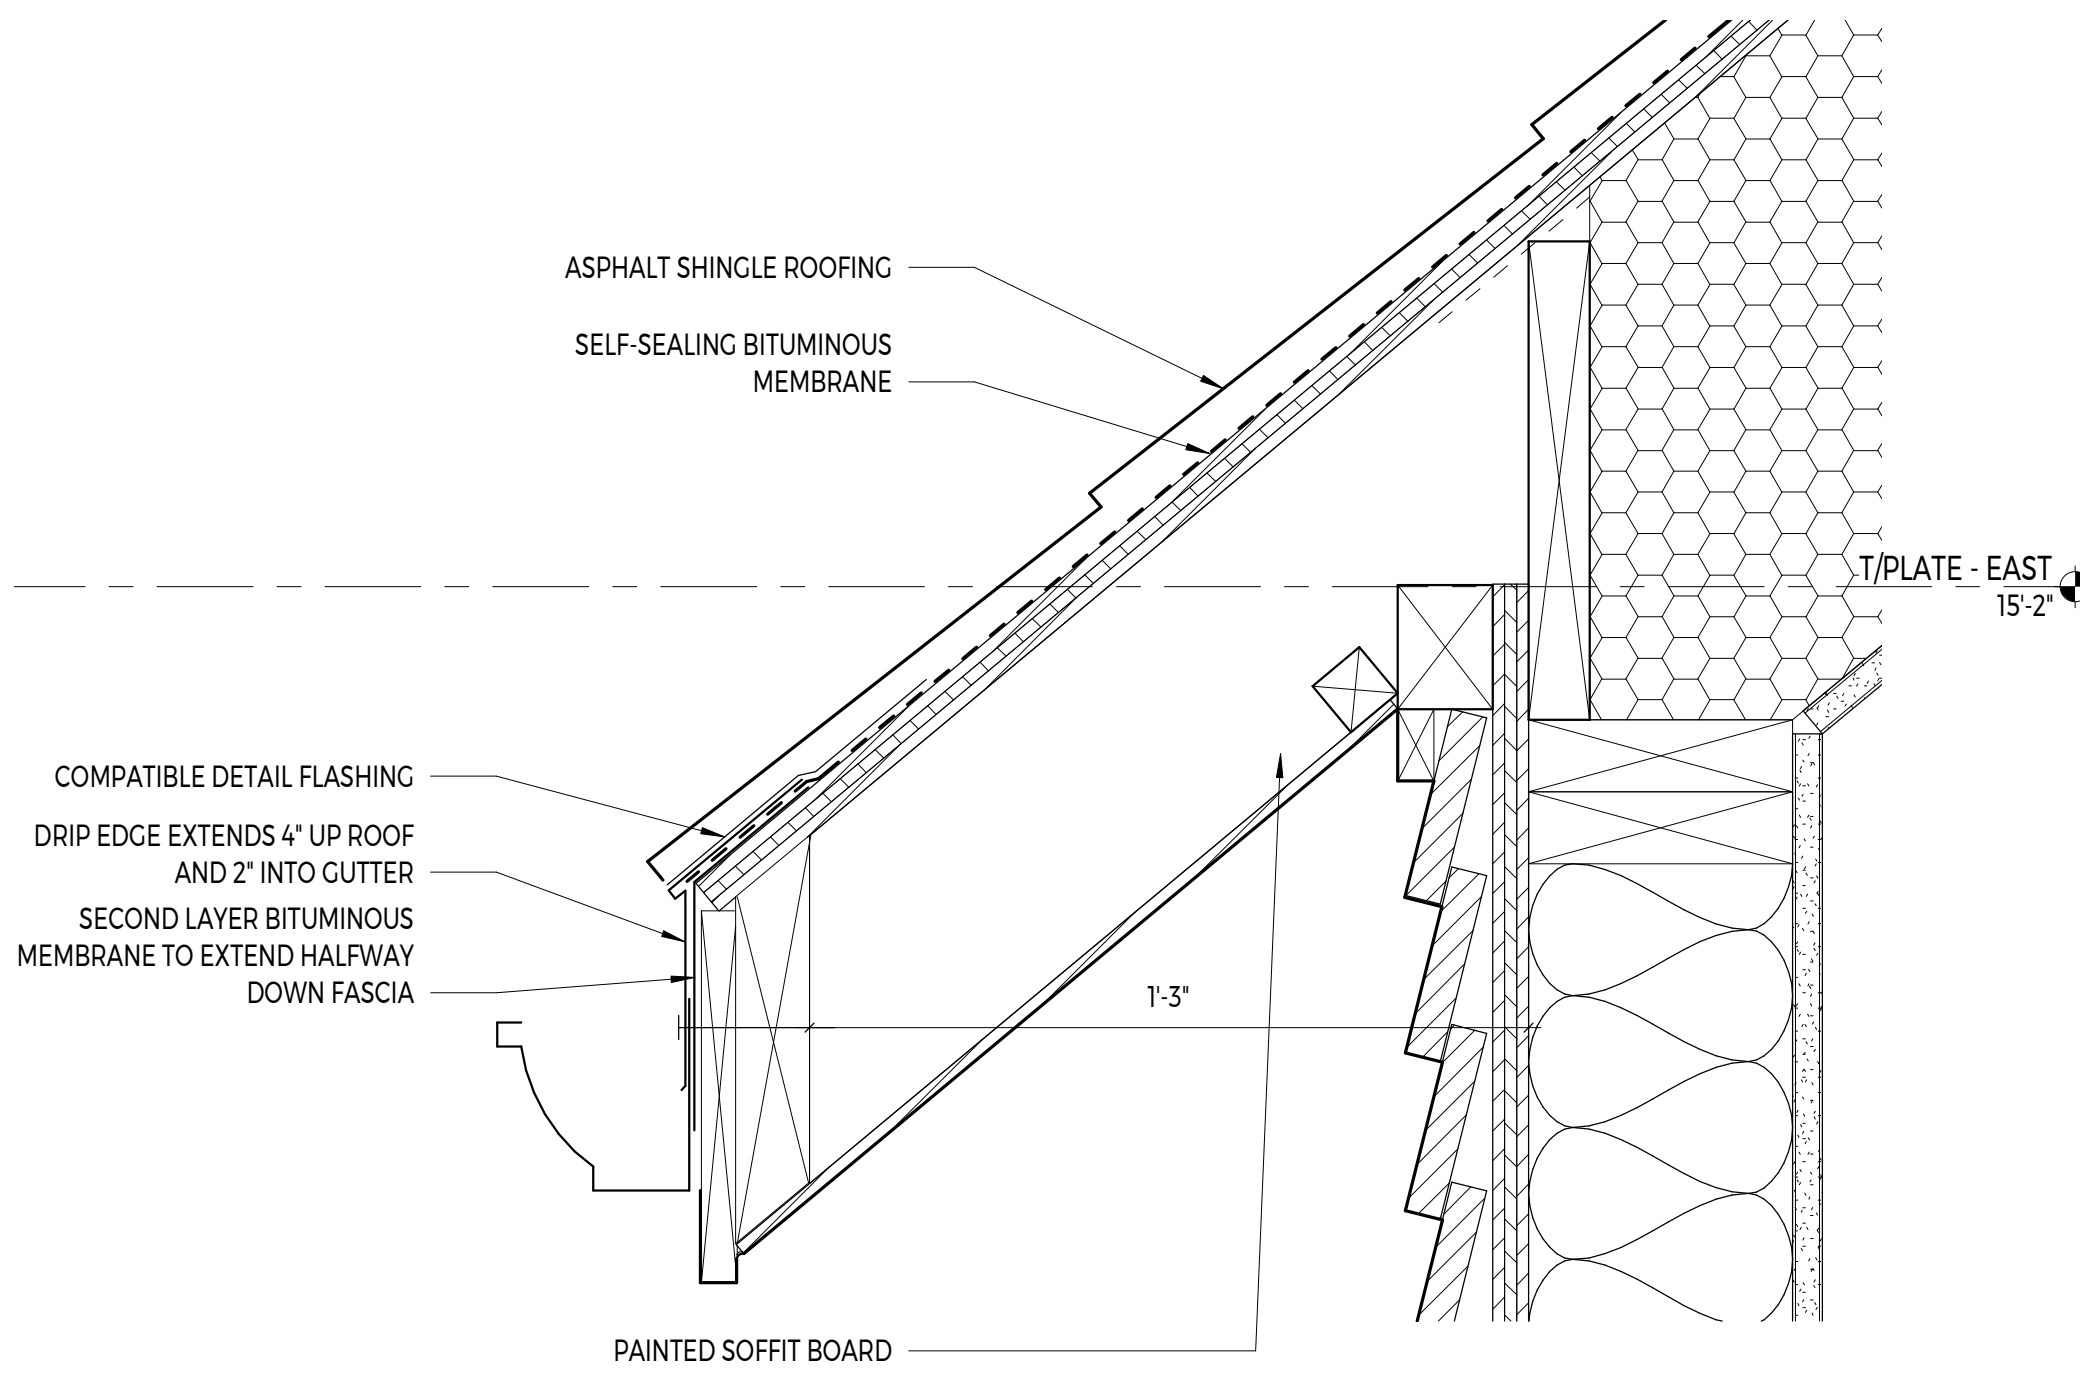 ASPHALT SHINGLE ROOFING
SELF-SEALING BITUMINOUS
MEMBRANE
T/PLATE - EAST
15'-2"
COMPATIBLE DETAIL FLASHING
DRIP EDGE EXTENDS 4" UP ROOF
AND 2" INTO GUTTER
SECOND LAYER BITUMINOUS
MEMBRANE TO EXTEND HALFWAY
DOWN FASCIA
1'-3"
PAINTED SOFFIT BOARD